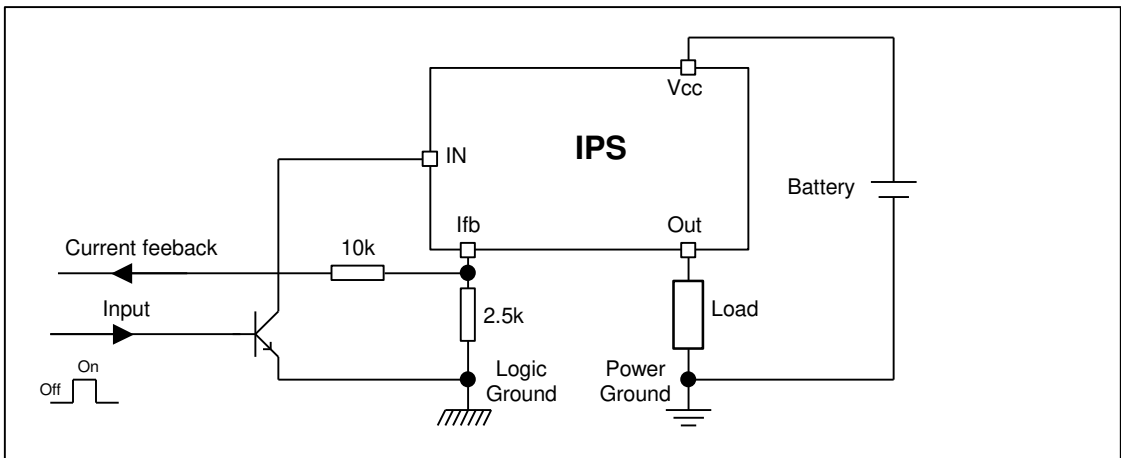 Vcc
IPS
IN
Battery
Ifb
Out
Current feeback
10k
Input
2.5k
Load
On
Off
Logic
Ground
Power
Ground